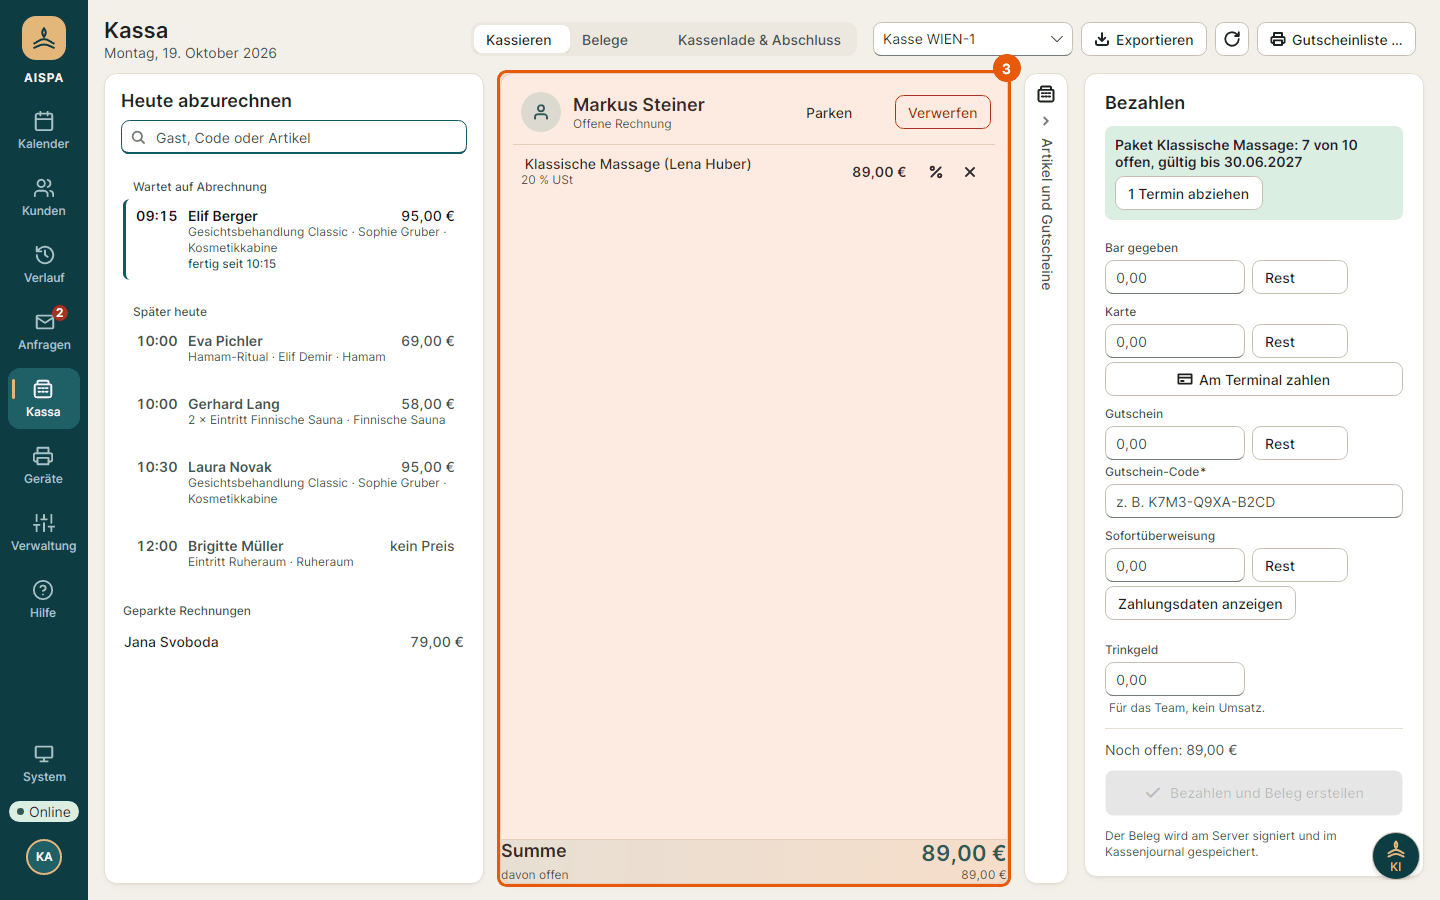 AISPA
Kalender
Kunden
Verlauf
2
Anfragen
Kassa
Geräte
Verwaltung
Hilfe
System
Online
KA
Kassa
Montag, 19. Oktober 2026
Kassieren
Belege
Kassenlade & Abschluss
Kasse WIEN-1
Exportieren
Gutscheinliste ...
Heute abzurechnen
Gast, Code oder Artikel
Wartet auf Abrechnung
09:15 Elif Berger 95,00 €
Gesichtsbehandlung Classic · Sophie Gruber ·
Kosmetikkabine
fertig seit 10:15
Später heute
10:00 Eva Pichler 69,00 €
Hamam-Ritual · Elif Demir · Hamam
10:00 Gerhard Lang 58,00 €
2 × Eintritt Finnische Sauna · Finnische Sauna
10:30 Laura Novak 95,00 €
Gesichtsbehandlung Classic · Sophie Gruber ·
Kosmetikkabine
12:00 Brigitte Müller kein Preis
Eintritt Ruheraum · Ruheraum
Geparkte Rechnungen
Jana Svoboda 79,00 €
3
Markus Steiner
Offene Rechnung
Parken
Verwerfen
Klassische Massage (Lena Huber)
20 % USt
89,00 €
Summe 89,00 €
davon offen 89,00 €
Artikel und Gutscheine
Bezahlen
Paket Klassische Massage: 7 von 10
offen, gültig bis 30.06.2027
1 Termin abziehen
Bar gegeben
0,00 Rest
Karte
0,00 Rest
Am Terminal zahlen
Gutschein
0,00 Rest
Gutschein-Code*
z. B. K7M3-Q9XA-B2CD
Sofortüberweisung
0,00 Rest
Zahlungsdaten anzeigen
Trinkgeld
0,00
Für das Team, kein Umsatz.
Noch offen: 89,00 €
Bezahlen und Beleg erstellen
Der Beleg wird am Server signiert und im
Kassenjournal gespeichert.
KI